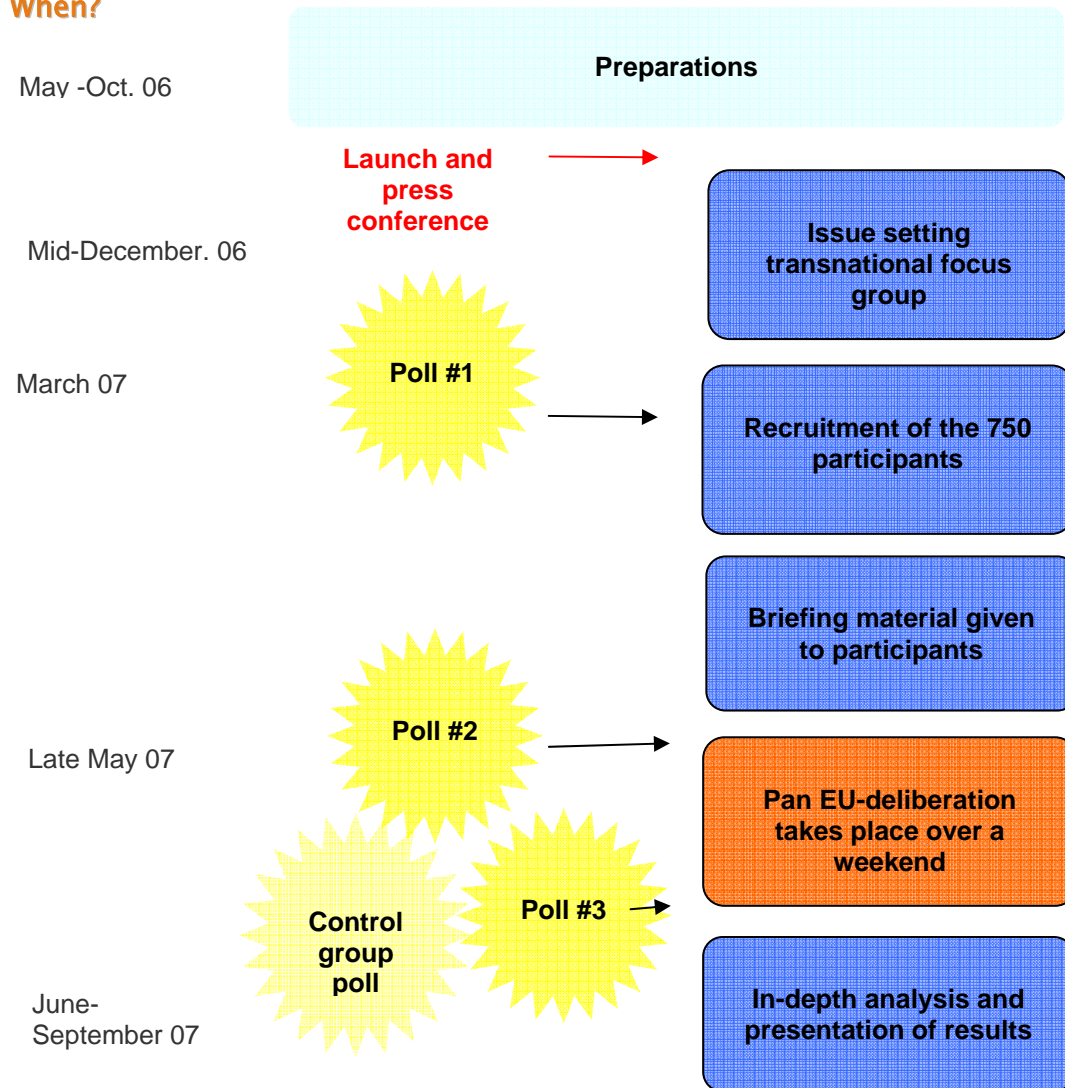 When?
May -Oct. 06
Preparations
Launch and
press
conference
Mid-December. 06
Issue setting
transnational focus
group
Poll #1
March 07
Recruitment of the 750
participants
Briefing material given
to participants
Poll #2
Late May 07
Pan EU-deliberation
takes place over a
weekend
Poll #3
Control
group
poll
June-
September 07
In-depth analysis and
presentation of results